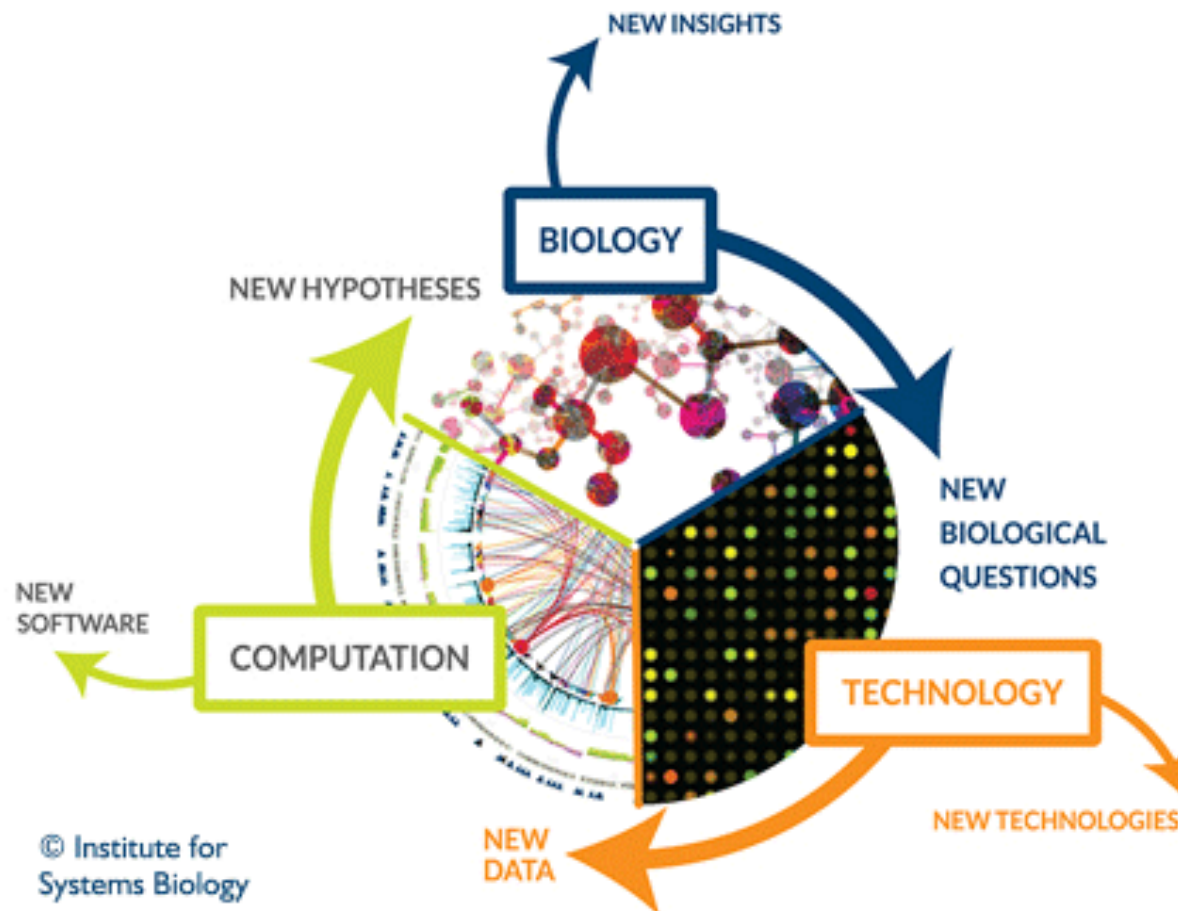 NEW INSIGHTS
BIOLOGY
NEW HYPOTHESES
NEW
BIOLOGICAL
QUESTIONS
NEW
SOFTWARE
COMPUTATION
TECHNOLOGY
NEW TECHNOLOGIES
NEW
DATA
© Institute for
Systems Biology